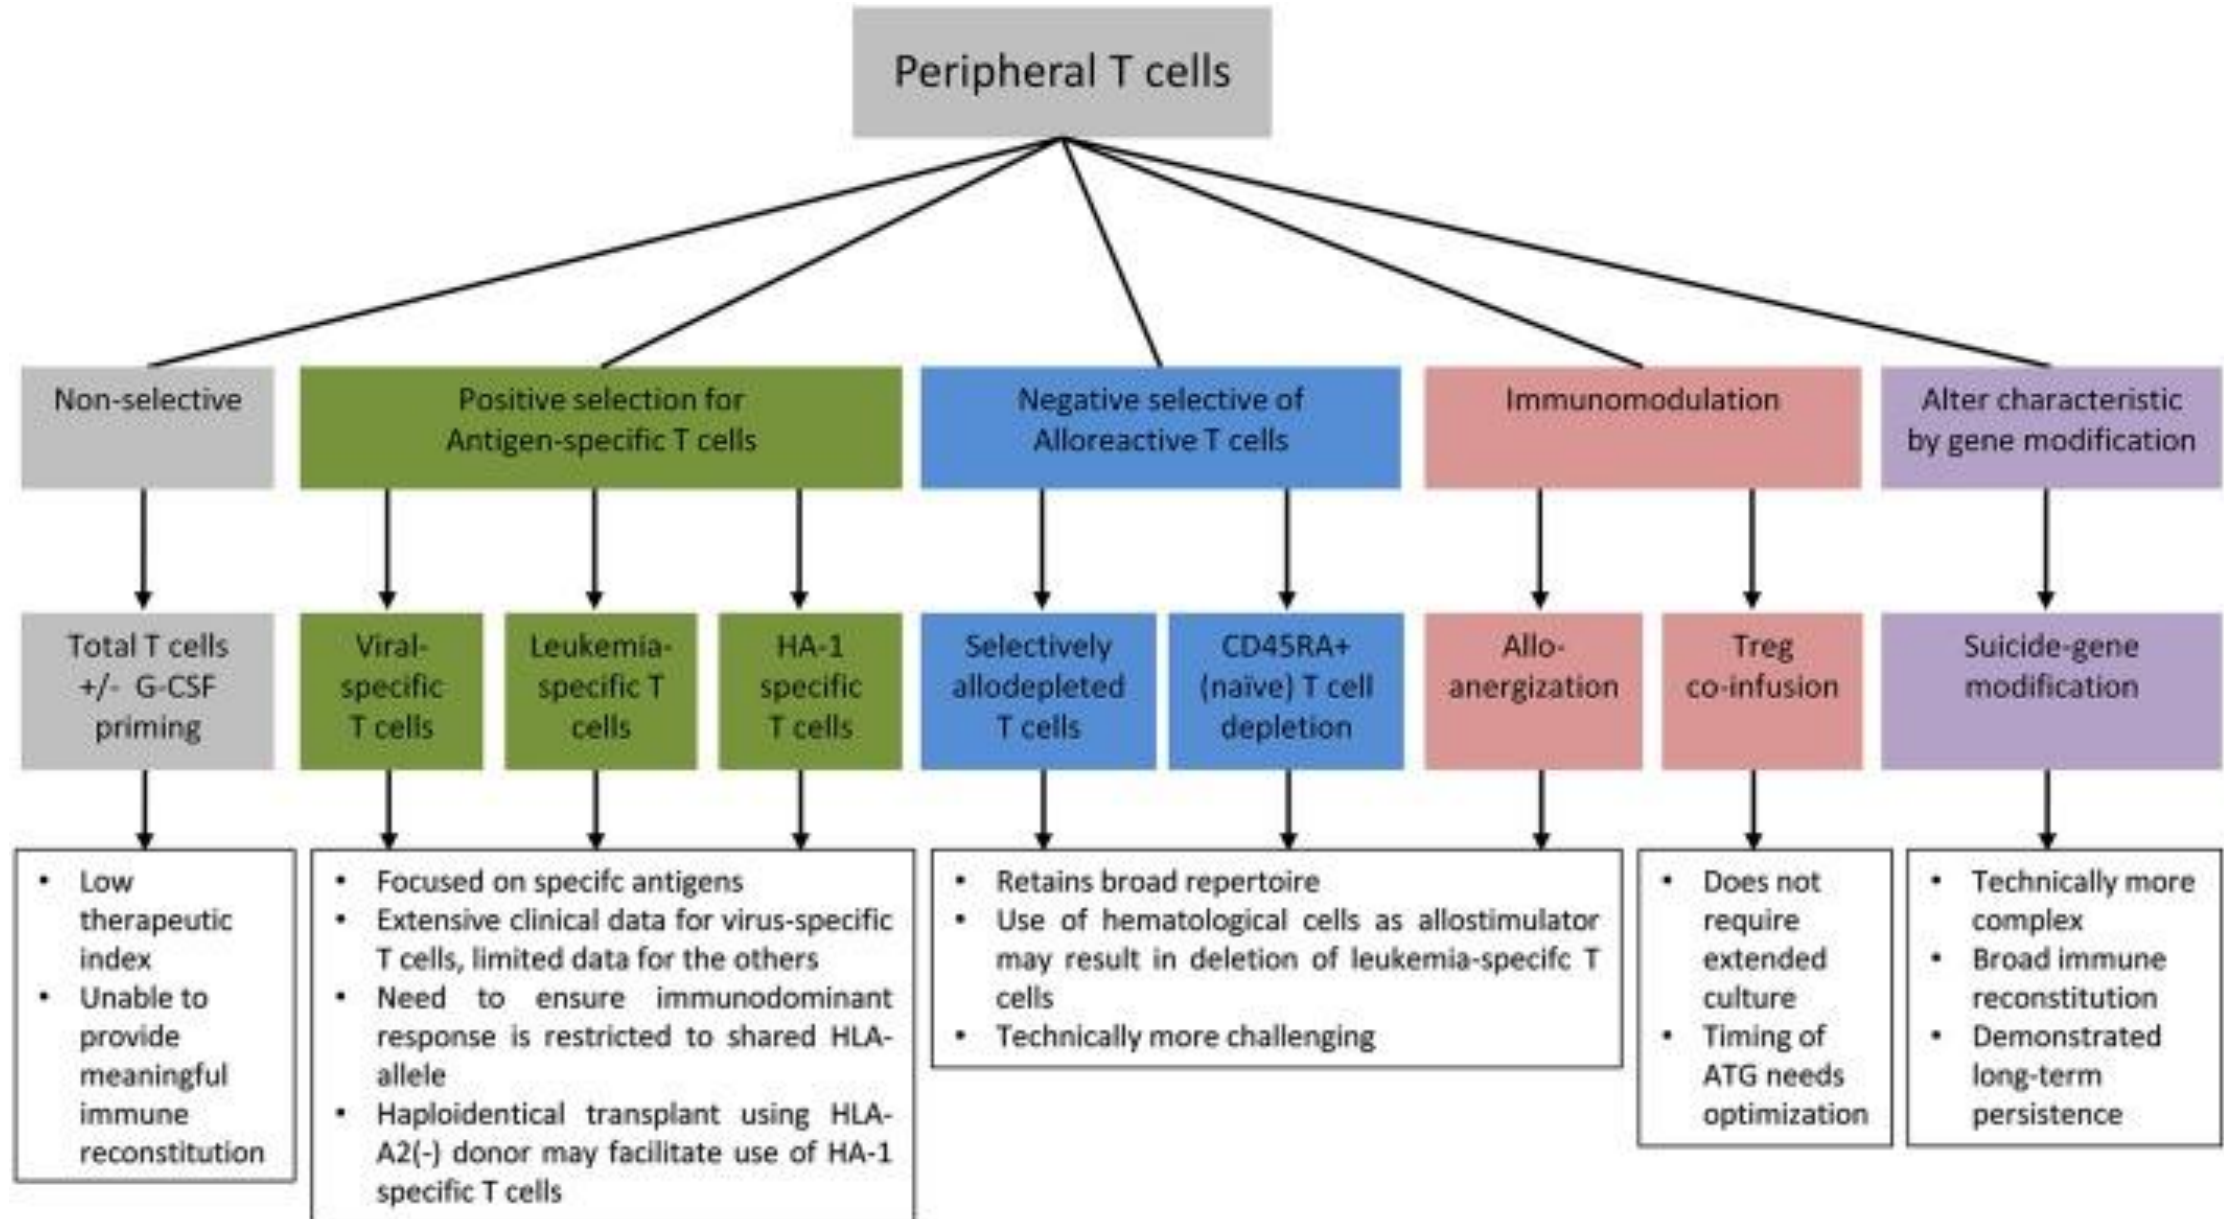 Peripheral T cells
Non-selective
Positive selection for
Antigen-specific T cells
Negative selective of
Alloreactive T cells
Immunomodulation
Alter characteristic
by gene modification
Total T cells
+/- G-CSF
priming
Viral-
specific
T cells
Leukemia-
specific T
cells
HA-1
specific
T cells
Selectively
allodepleted
T cells
CD45RA+
(naïve) T cell
depletion
Allo-
anergization
Treg
co-infusion
Suicide-gene
modification
• Low
therapeutic
index
• Unable to
provide
meaningful
immune
reconstitution
• Focused on specifc antigens
• Extensive clinical data for virus-specific
T cells, limited data for the others
• Need to ensure immunodominant
response is restricted to shared HLA-
allele
• Haploidentical transplant using HLA-
A2(-) donor may facilitate use of HA-1
specific T cells
• Retains broad repertoire
• Use of hematological cells as allostimulator
may result in deletion of leukemia-specifc T
cells
• Technically more challenging
• Does not
require
extended
culture
• Timing of
ATG needs
optimization
• Technically more
complex
• Broad immune
reconstitution
• Demonstrated
long-term
persistence